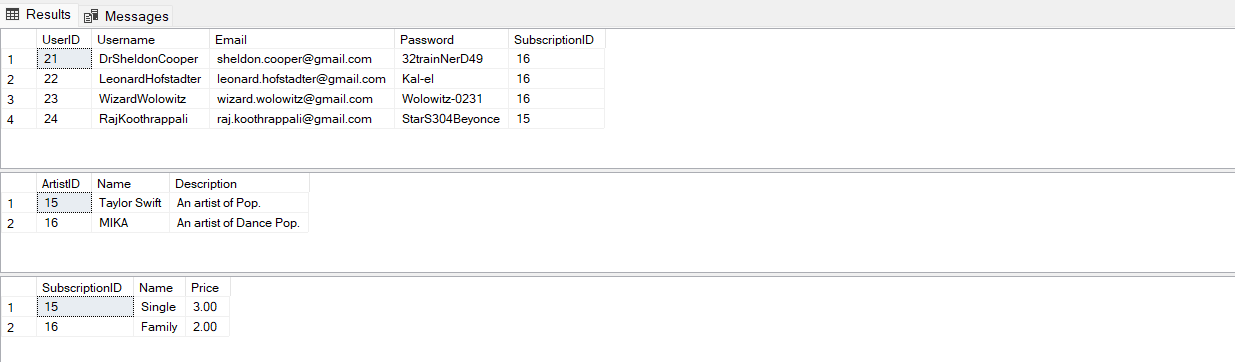 Results Messages
UserID Username Email Password SubscriptionID
1 21 DrSheldonCooper sheldon.cooper@gmail.com 32trainNerD49 16
2 22 LeonardHofstadter leonard.hofstadter@gmail.com Kal-el 16
3 23 WizardWolowitz wizard.wolowitz@gmail.com Wolowitz-0231 16
4 24 RajKoothrappali raj.koothrappali@gmail.com StarS304Beyonce 15
ArtistID Name Description
1 15 Taylor Swift An artist of Pop.
2 16 MIKA An artist of Dance Pop.
SubscriptionID Name Price
1 15 Single 3.00
2 16 Family 2.00